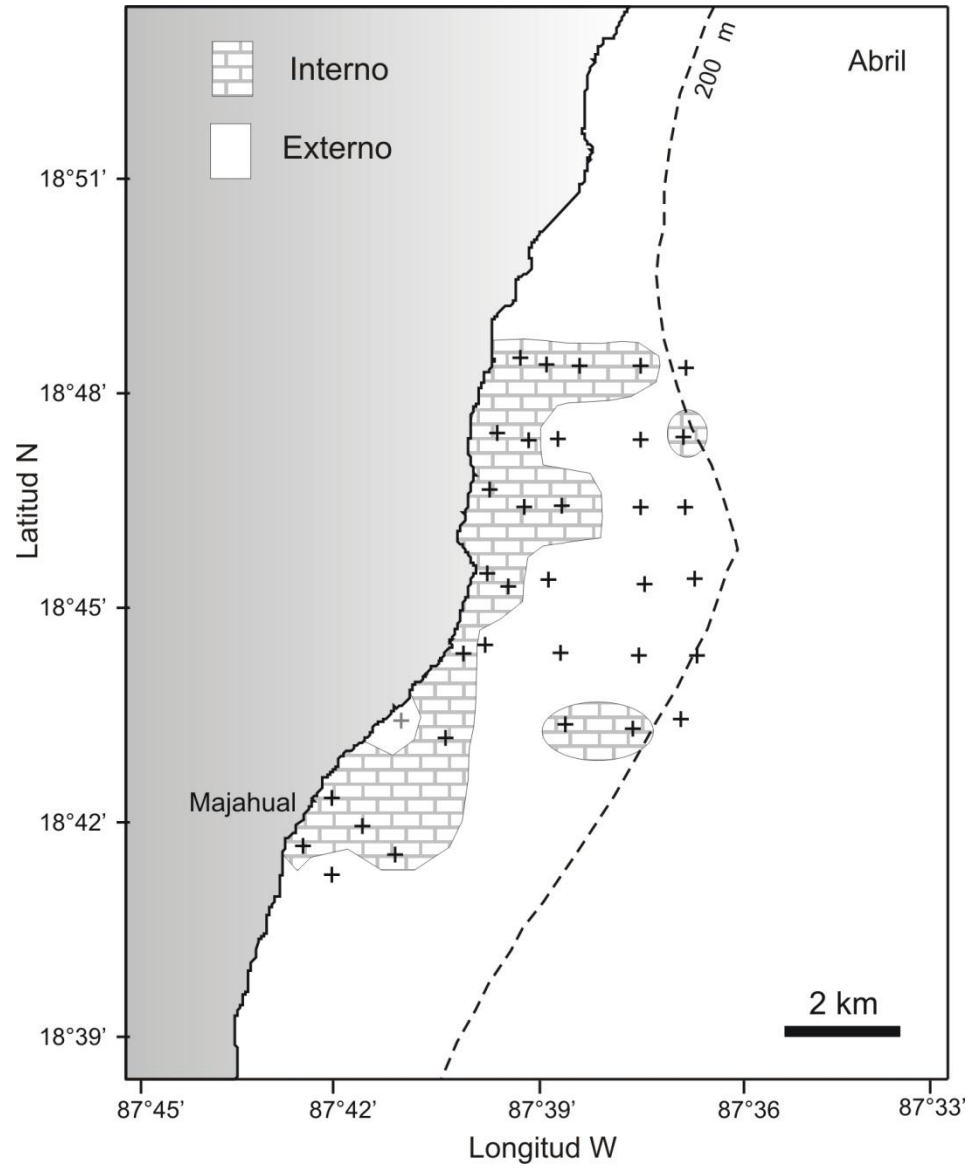 Interno
Externo
Abril
200 m
18°51’
18°48’
18°45’
18°42’
18°39’
Latitud N
Majahual
2 km
87°45’
87°42’
87°39’
87°36’
87°33’
Longitud W